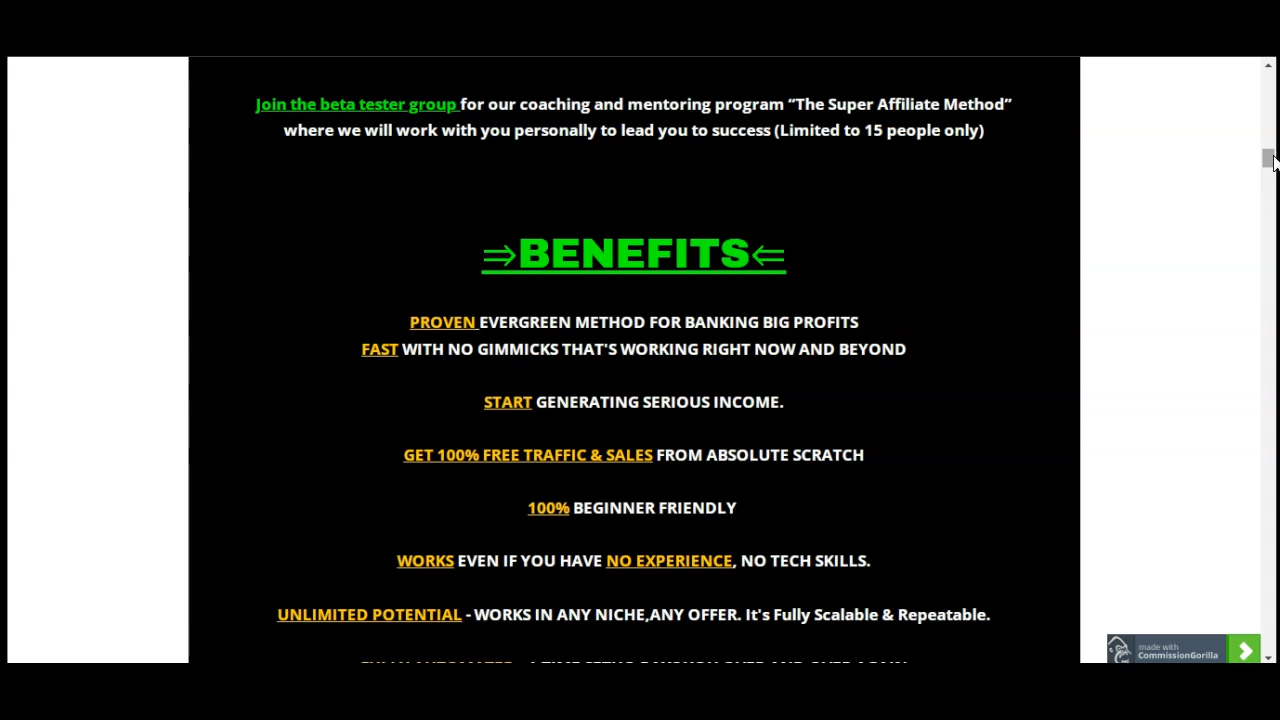 Join the beta tester group for our coaching and mentoring program “The Super Affiliate Method”
where we will work with you personally to lead you to success (Limited to 15 people only)
⇒BENEFITS⇐
PROVEN EVERGREEN METHOD FOR BANKING BIG PROFITS
FAST WITH NO GIMMICKS THAT'S WORKING RIGHT NOW AND BEYOND
START GENERATING SERIOUS INCOME.
GET 100% FREE TRAFFIC & SALES FROM ABSOLUTE SCRATCH
100% BEGINNER FRIENDLY
WORKS EVEN IF YOU HAVE NO EXPERIENCE, NO TECH SKILLS.
UNLIMITED POTENTIAL - WORKS IN ANY NICHE,ANY OFFER. It's Fully Scalable & Repeatable.
made with
CommissionGorilla